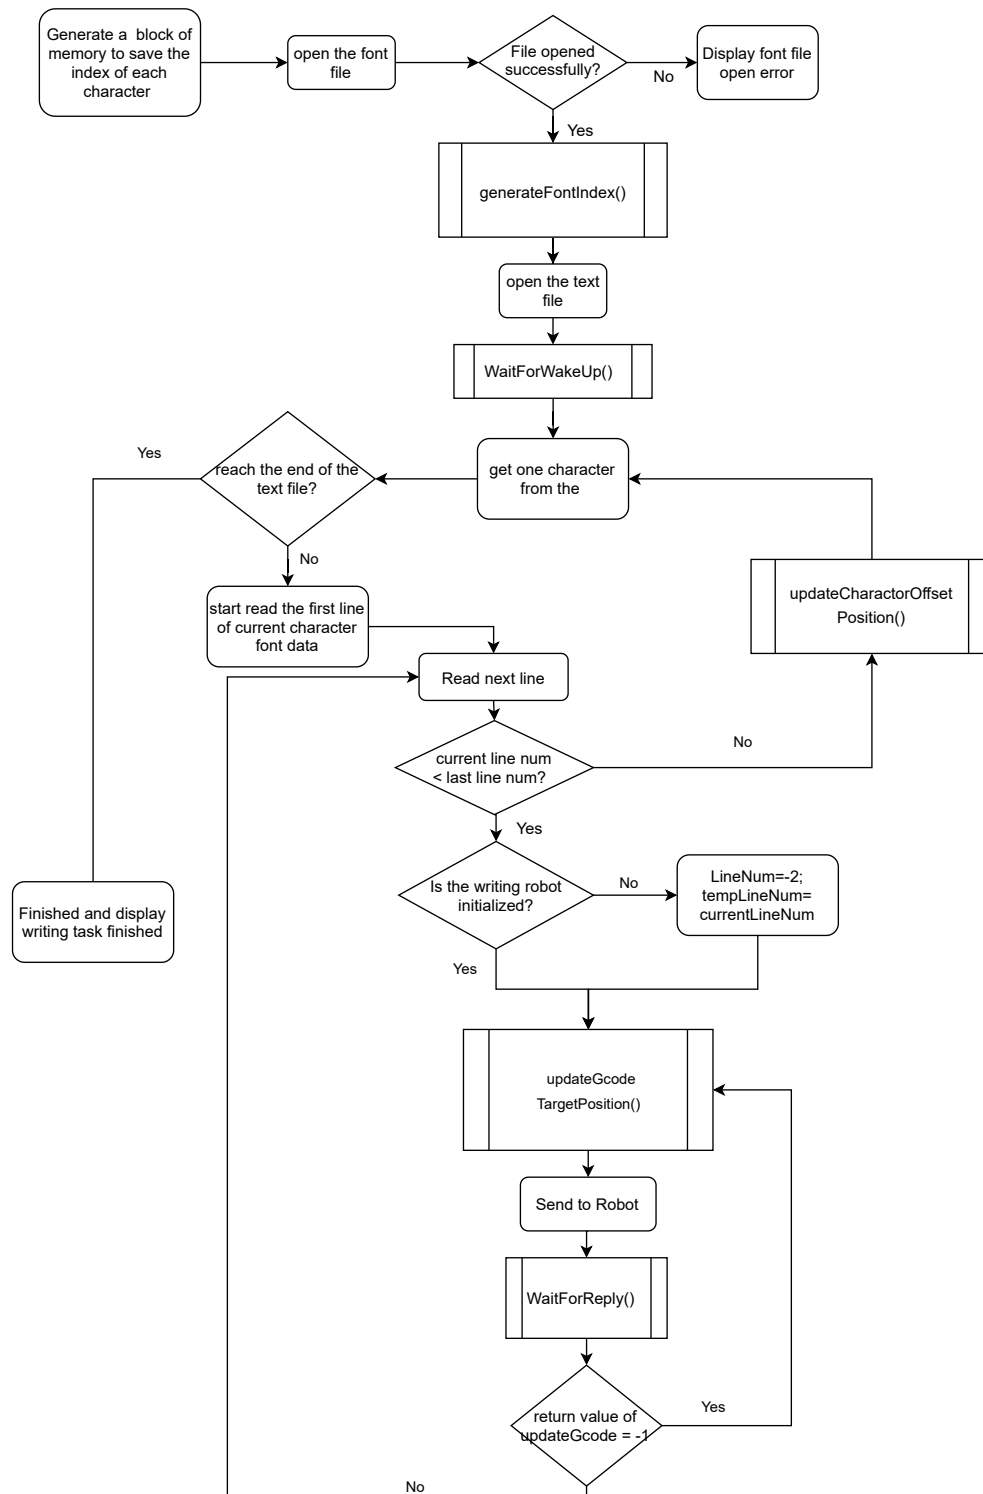 Generate a  block of
memory to save the
index of each
character
open the font
file
File opened
successfully?
No
Display font file
open error
Yes
generateFontIndex()
open the text
file
WaitForWakeUp()
Yes
reach the end of the
text file?
get one character
from the
No
updateCharactorOffset
Position()
start read the first line
of current character
font data
Read next line
No
current line num
< last line num?
Yes
Is the writing robot
initialized?
No
LineNum=-2;
tempLineNum=
currentLineNum
Finished and display
writing task finished
Yes
updateGcode
TargetPosition()
Send to Robot
WaitForReply()
return value of
updateGcode = -1
Yes
No